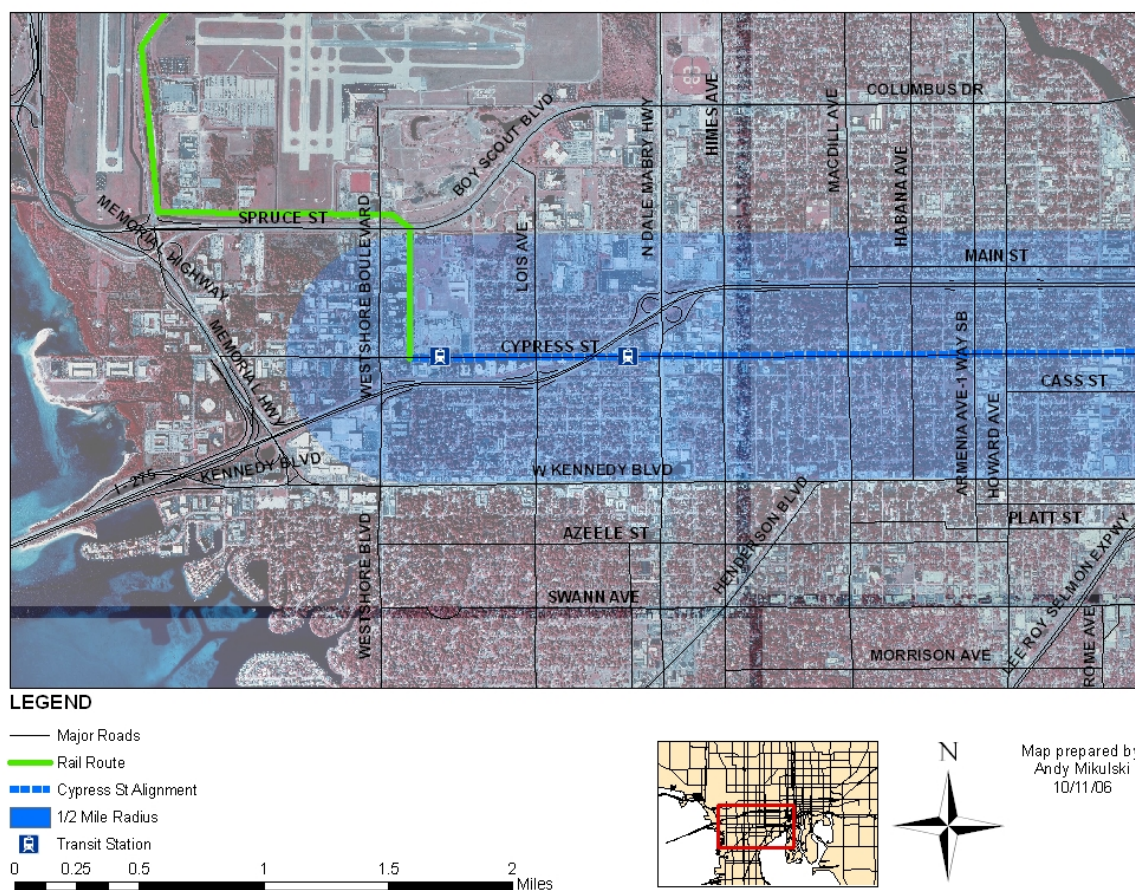 COLUMBUS DR
BOY SCOUT BLVD
N DALE MABRY HWY
HIMES AVE
MACDILL AVE
HABANA AVE
SPRUCE ST
MEMORIAL HIGHWAY
WESTSHORE BOULEVARD
LOIS AVE
MAIN ST
MEMORIAL HWY
CYPRESS ST
CASS ST
ARMENIA AVE-1 WAY SB
HOWARD AVE
I-275
KENNEDY BLVD
W KENNEDY BLVD
HENDERSON BLVD
PLATT ST
AZEELE ST
WESTSHORE BLVD
SWANN AVE
LEE ROY SELMON EXPWY
MORRISON AVE
ROME AVE
LEGEND
Major Roads
Rail Route
Cypress St Alignment
1/2 Mile Radius
Transit Station
0 0.25 0.5 1 1.5 2
Miles
N
Map prepared by
Andy Mikulski
10/11/06